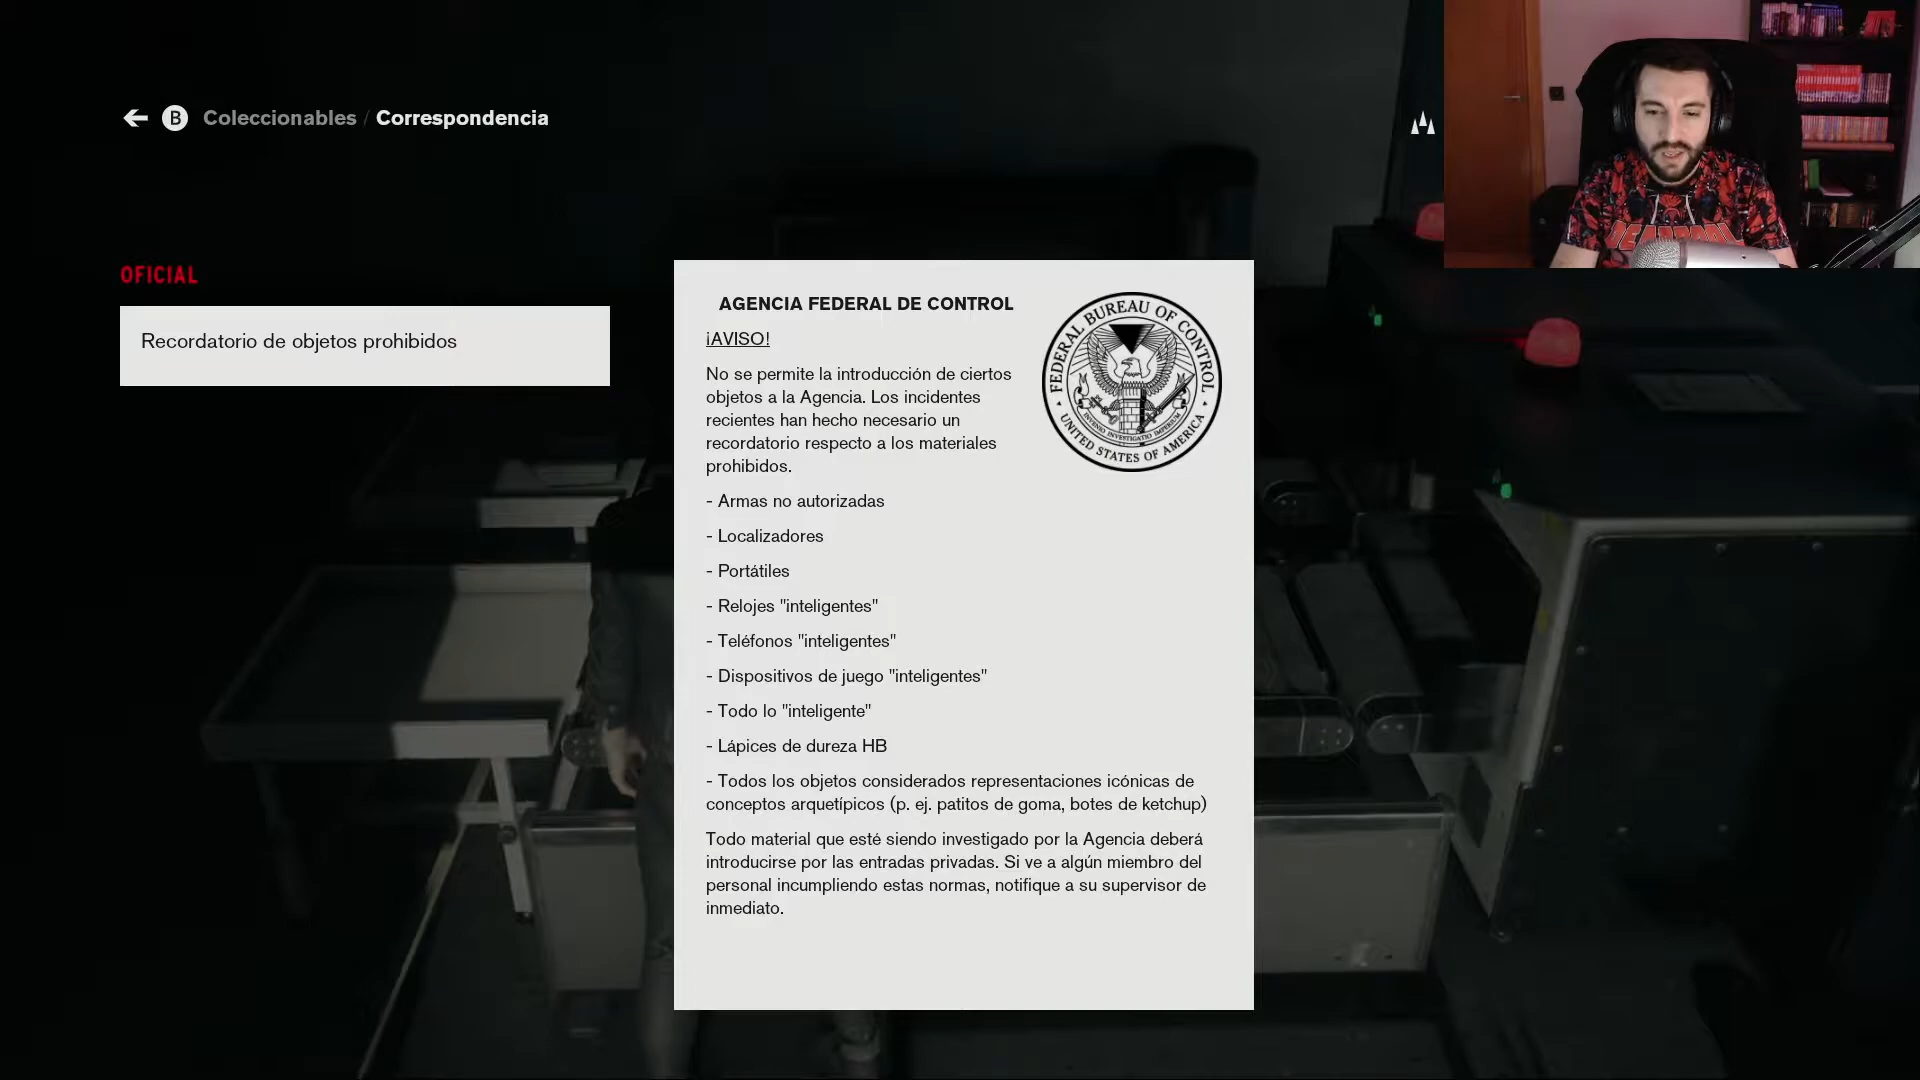 B Coleccionables / Correspondencia
OFICIAL
Recordatorio de objetos prohibidos
AGENCIA FEDERAL DE CONTROL
¡AVISO!
No se permite la introducción de ciertos
objetos a la Agencia. Los incidentes
recientes han hecho necesario un
recordatorio respecto a los materiales
prohibidos.
- Armas no autorizadas
- Localizadores
- Portátiles
- Relojes "inteligentes"
- Teléfonos "inteligentes"
- Dispositivos de juego "inteligentes"
- Todo lo "inteligente"
- Lápices de dureza HB
- Todos los objetos considerados representaciones icónicas de
conceptos arquetípicos (p. ej. patitos de goma, botes de ketchup)
Todo material que esté siendo investigado por la Agencia deberá
introducirse por las entradas privadas. Si ve a algún miembro del
personal incumpliendo estas normas, notifique a su supervisor de
inmediato.
FEDERAL BUREAU OF CONTROL
INVENIO INVESTIGATIO IMPERIUM
UNITED STATES OF AMERICA
DEADPOOL